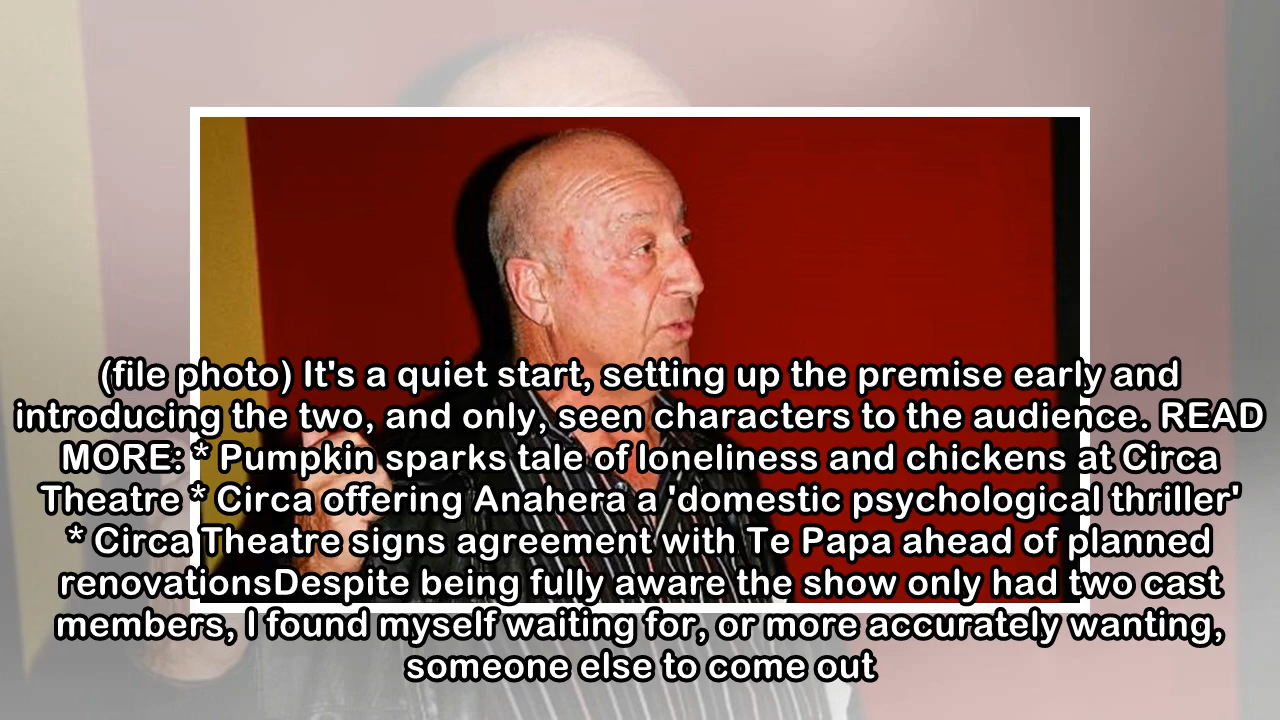 (file photo) It's a quiet start, setting up the premise early and
introducing the two, and only, seen characters to the audience. READ
MORE: * Pumpkin sparks tale of loneliness and chickens at Circa
Theatre * Circa offering Anahera a 'domestic psychological thriller'
* Circa Theatre signs agreement with Te Papa ahead of planned
renovationsDespite being fully aware the show only had two cast
members, I found myself waiting for, or more accurately wanting,
someone else to come out